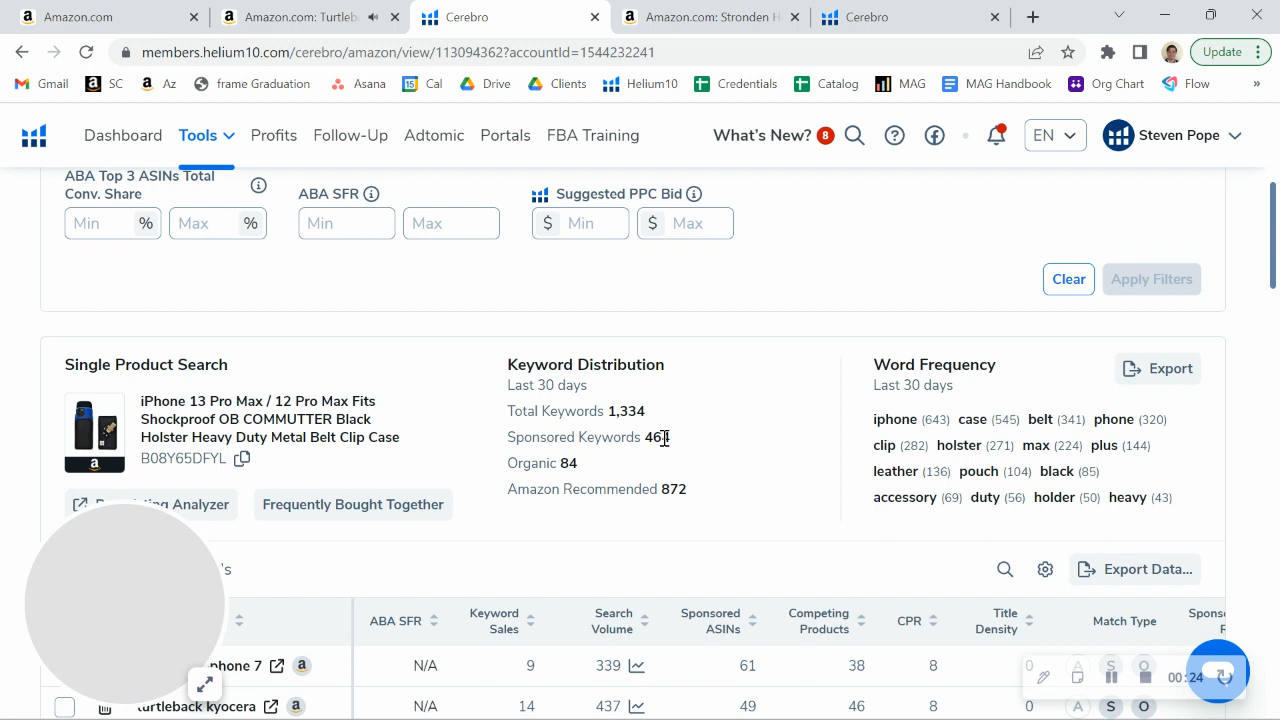 Amazon.com
Amazon.com: Turtleb
Cerebro
Amazon.com: Stronden H
Cerebro
members.helium10.com/cerebro/amazon/view/113094362?accountId=1544232241
Update
Gmail SC Az frame Graduation Asan Cal Drive Clients Helium10 Credentials Catalog MAG MAG Handbook Org Chart Flow »
Dashboard Tools Profits Follow-Up Adtomic Portals FBA Training What's New? 8 EN Steven Pope
ABA Top 3 ASINs Total
Conv. Share
ABA SFR
Suggested PPC Bid
Min % Max % Min Max $ Min $ Max
Clear Apply Filters
Single Product Search
iPhone 13 Pro Max / 12 Pro Max Fits
Shockproof OB COMMUTTER Black
Holster Heavy Duty Metal Belt Clip Case
B08Y65DFYL
Analyzer
Frequently Bought Together
Keyword Distribution
Last 30 days
Total Keywords 1,334
Sponsored Keywords 464
Organic 84
Amazon Recommended 872
Word Frequency
Last 30 days
Export
iphone (643) case (545) belt (341) phone (320)
clip (282) holster (271) max (224) plus (144)
leather (136) pouch (104) black (85)
accessory (69) duty (56) holder (50) heavy (43)
Export Data...
ABA SFR
Keyword
Sales
Search
Volume
Sponsored
ASINs
Competing
Products
CPR
Title
Density
Match Type
phone 7 N/A 9 339 61 38 8 0 A S O
turtleback kyocera N/A 14 437 49 46 8 0 A S O
00:24